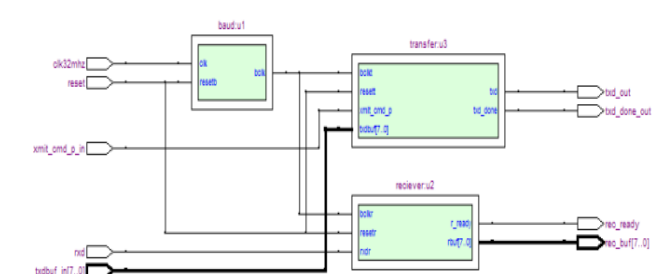 baud:u1
clk32mhz
reset
clk
resetb
bclk
transfer:u3
bclkt
resett
xmit_cmd_p
txdbuf[7..0]
txd
txd_done
txd_out
txd_done_out
xmit_cmd_p_in
reciever:u2
bclkr
resetr
rxdr
r_ready
rbuf[7..0]
rec_ready
rec_buf[7..0]
rxd
txdbuf_in[7..0]